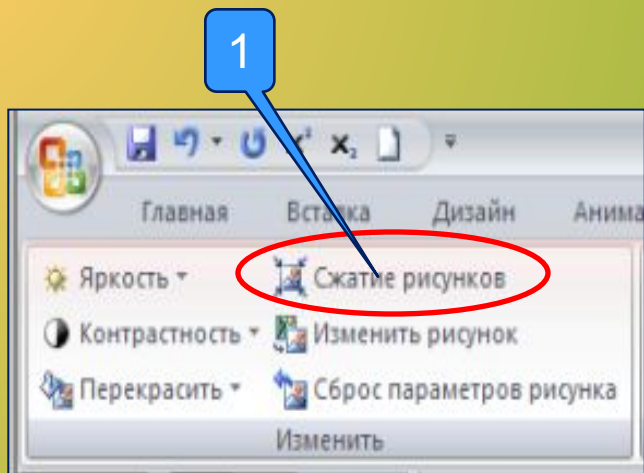 1
Главная Вставка Дизайн Анима
Яркость Сжатие рисунков
Контрастность Изменить рисунок
Перекрасить Сброс параметров рисунка
Изменить